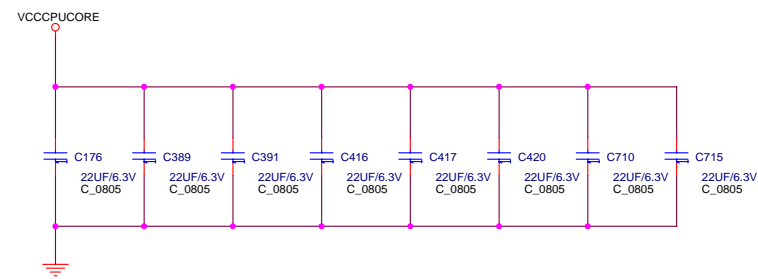 VCCCPUCORE
C176 C389 C391 C416 C417 C420 C710 C715
22UF/6.3V 22UF/6.3V 22UF/6.3V 22UF/6.3V 22UF/6.3V 22UF/6.3V 22UF/6.3V 22UF/6.3V
C_0805 C_0805 C_0805 C_0805 C_0805 C_0805 C_0805 C_0805